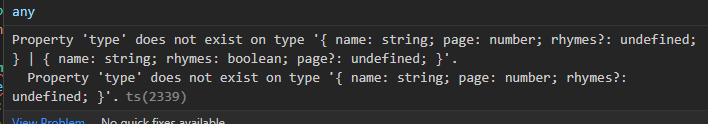 any
Property 'type' does not exist on type '{ name: string; page: number; rhymes?: undefined;
} | { name: string; rhymes: boolean; page?: undefined; }'.
  Property 'type' does not exist on type '{ name: string; page: number; rhymes?:
undefined; }'. ts(2339)
View Problem   No quick fixes available